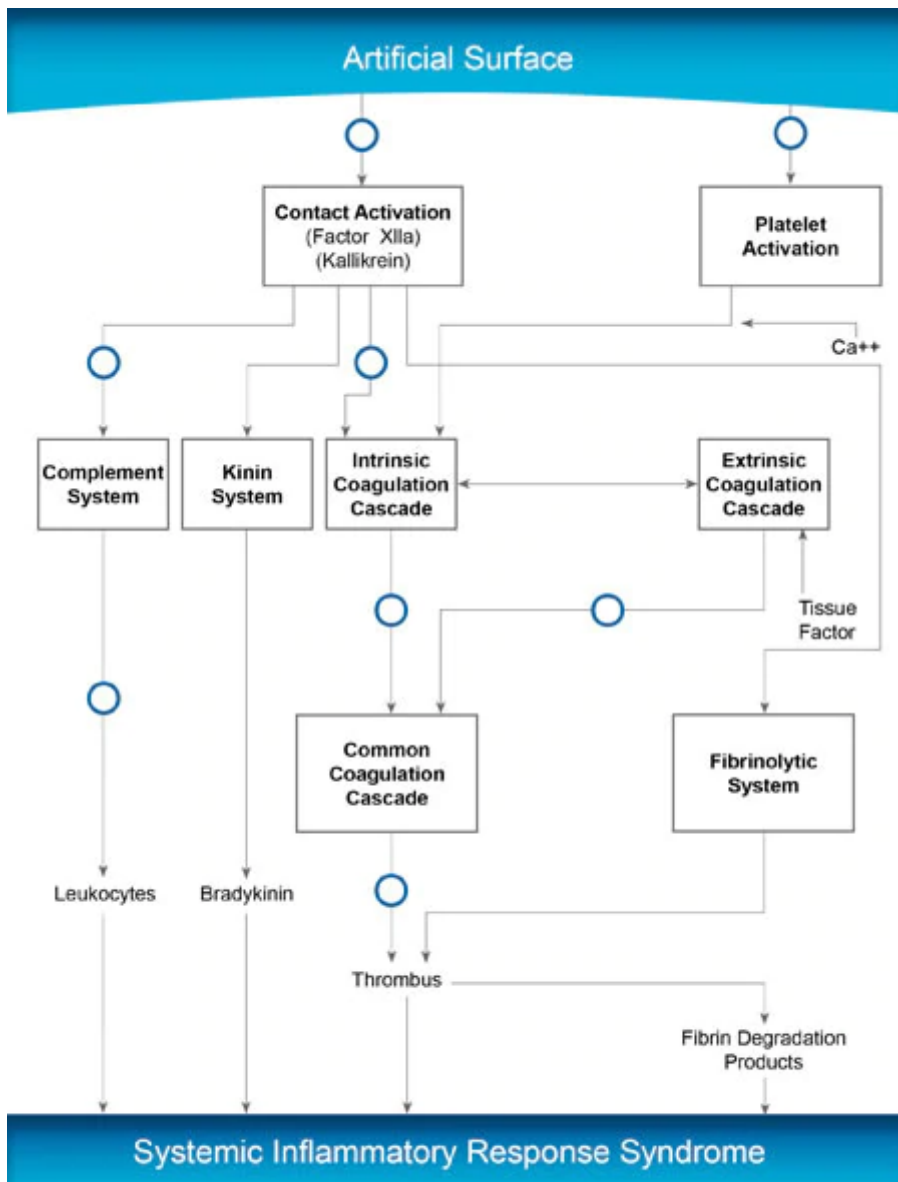 Artificial Surface
Contact Activation
(Factor XIIa)
(Kallikrein)
Platelet
Activation
Ca++
Complement
System
Kinin
System
Intrinsic
Coagulation
Cascade
Extrinsic
Coagulation
Cascade
Tissue
Factor
Common
Coagulation
Cascade
Fibrinolytic
System
Leukocytes
Bradykinin
Thrombus
Fibrin Degradation
Products
Systemic Inflammatory Response Syndrome